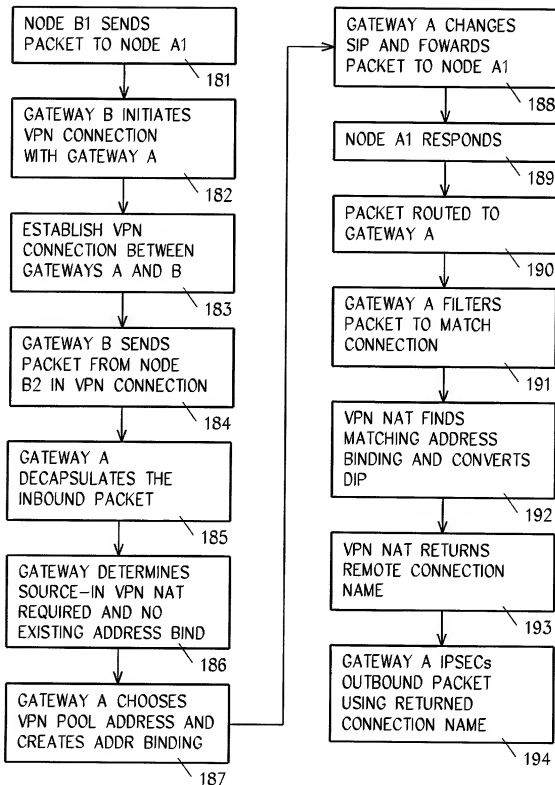 NODE B1 SENDS
PACKET TO NODE A1
181
GATEWAY B INITIATES
VPN CONNECTION
WITH GATEWAY A
182
ESTABLISH VPN
CONNECTION BETWEEN
GATEWAYS A AND B
183
GATEWAY B SENDS
PACKET FROM NODE
B2 IN VPN CONNECTION
184
GATEWAY A
DECAPSULATES THE
INBOUND PACKET
185
GATEWAY DETERMINES
SOURCE-IN VPN NAT
REQUIRED AND NO
EXISTING ADDRESS BIND
186
GATEWAY A CHOOSES
VPN POOL ADDRESS AND
CREATES ADDR BINDING
187
GATEWAY A CHANGES
SIP AND FOWARDS
PACKET TO NODE A1
188
NODE A1 RESPONDS
189
PACKET ROUTED TO
GATEWAY A
190
GATEWAY A FILTERS
PACKET TO MATCH
CONNECTION
191
VPN NAT FINDS
MATCHING ADDRESS
BINDING AND CONVERTS
DIP
192
VPN NAT RETURNS
REMOTE CONNECTION
NAME
193
GATEWAY A IPSECs
OUTBOUND PACKET
USING RETURNED
CONNECTION NAME
194